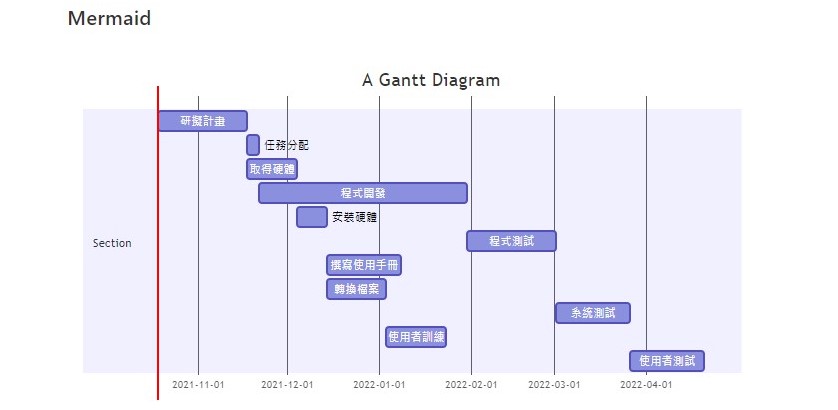 Mermaid
A Gantt Diagram
研擬計畫
任務分配
取得硬體
程式開發
安裝硬體
程式測試
Section
撰寫使用手冊
轉換檔案
系統測試
使用者訓練
使用者測試
2021-11-01
2021-12-01
2022-01-01
2022-02-01
2022-03-01
2022-04-01